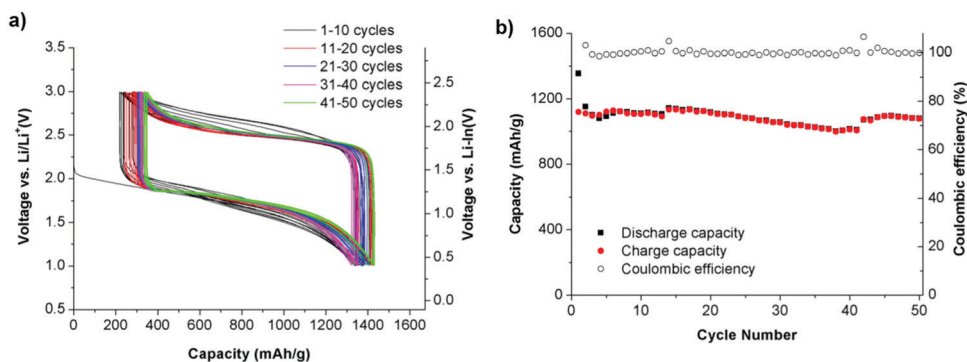 a)
1-10 cycles
11-20 cycles
21-30 cycles
31-40 cycles
41-50 cycles
Voltage vs. Li/Li⁺(V)
3.5
3.0
2.5
2.0
1.5
1.0
0.5
Voltage vs. Li-In(V)
2.5
2.0
1.5
1.0
0.5
0.0
0 200 400 600 800 1000 1200 1400 1600
Capacity (mAh/g)
b)
Capacity (mAh/g)
1600
1400
1200
1000
800
600
400
200
0
Discharge capacity
Charge capacity
Coulombic efficiency
Coulombic efficiency (%)
100
80
60
40
20
0
0 10 20 30 40 50
Cycle Number